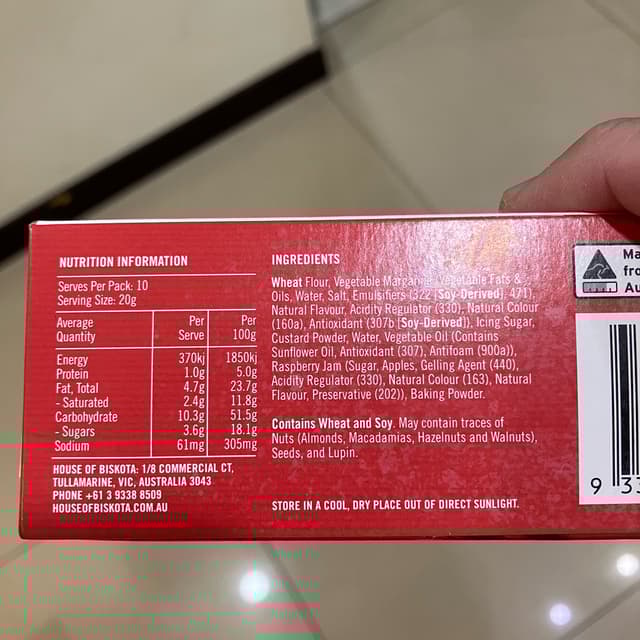 NUTRITION INFORMATION
Serves Per Pack: 10
Serving Size: 20g
Average Quantity Per Serve Per 100g
Energy 370kj 1850kj
Protein 1.0g 5.0g
Fat, Total 4.7g 23.7g
- Saturated 2.4g 11.8g
Carbohydrate 10.3g 51.5g
- Sugars 3.6g 18.1g
Sodium 61mg 305mg
HOUSE OF BISKOTA: 1/8 COMMERCIAL CT,
TULLAMARINE, VIC, AUSTRALIA 3043
PHONE +61 3 9338 8509
HOUSEOFBISKOTA.COM.AU
INGREDIENTS
Wheat Flour, Vegetable Margarine (Vegetable Fats &
Oils, Water, Salt, Emulsifiers (322 [Soy-Derived], 471),
Natural Flavour, Acidity Regulator (330), Natural Colour
(160a), Antioxidant (307b [Soy-Derived]), Icing Sugar,
Custard Powder, Water, Vegetable Oil (Contains
Sunflower Oil, Antioxidant (307), Antifoam (900a)),
Raspberry Jam (Sugar, Apples, Gelling Agent (440),
Acidity Regulator (330), Natural Colour (163), Natural
Flavour, Preservative (202)), Baking Powder.
Contains Wheat and Soy. May contain traces of
Nuts (Almonds, Macadamias, Hazelnuts and Walnuts),
Seeds, and Lupin.
STORE IN A COOL, DRY PLACE OUT OF DIRECT SUNLIGHT.
Ma
fro
Au
9 33